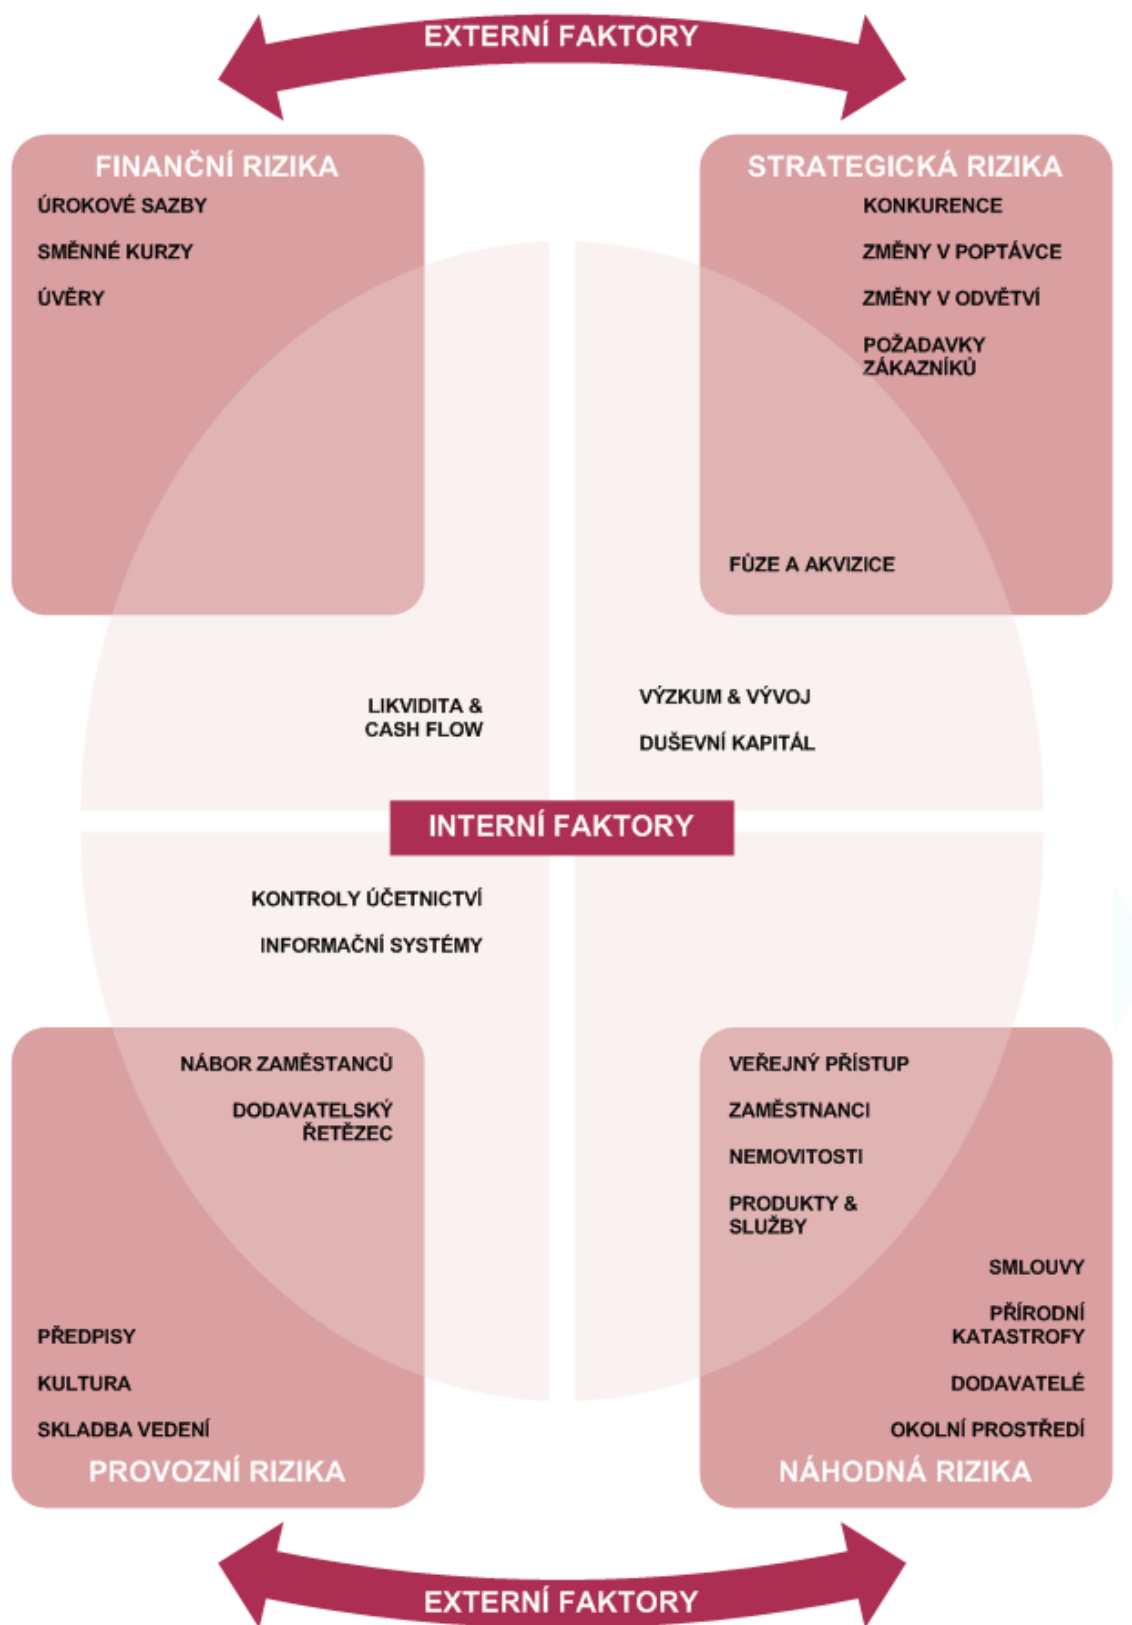 EXTERNÍ FAKTORY
FINANČNÍ RIZIKA
ÚROKOVÉ SAZBY
SMĚNNÉ KURZY
ÚVĚRY
STRATEGICKÁ RIZIKA
KONKURENCE
ZMĚNY V POPTÁVCE
ZMĚNY V ODVĚTVÍ
POŽADAVKY
ZÁKAZNÍKŮ
FÚZE A AKVIZICE
LIKVIDITA &
CASH FLOW
VÝZKUM & VÝVOJ
DUŠEVNÍ KAPITÁL
INTERNÍ FAKTORY
KONTROLY ÚČETNICTVÍ
INFORMAČNÍ SYSTÉMY
NÁBOR ZAMĚSTANCŮ
DODAVATELSKÝ
ŘETĚZEC
PŘEDPISY
KULTURA
SKLADBA VEDENÍ
PROVOZNÍ RIZIKA
VEŘEJNÝ PŘÍSTUP
ZAMĚSTNANCI
NEMOVITOSTI
PRODUKTY &
SLUŽBY
SMLOUVY
PŘÍRODNÍ
KATASTROFY
DODAVATELÉ
OKOLNÍ PROSTŘEDÍ
NÁHODNÁ RIZIKA
EXTERNÍ FAKTORY